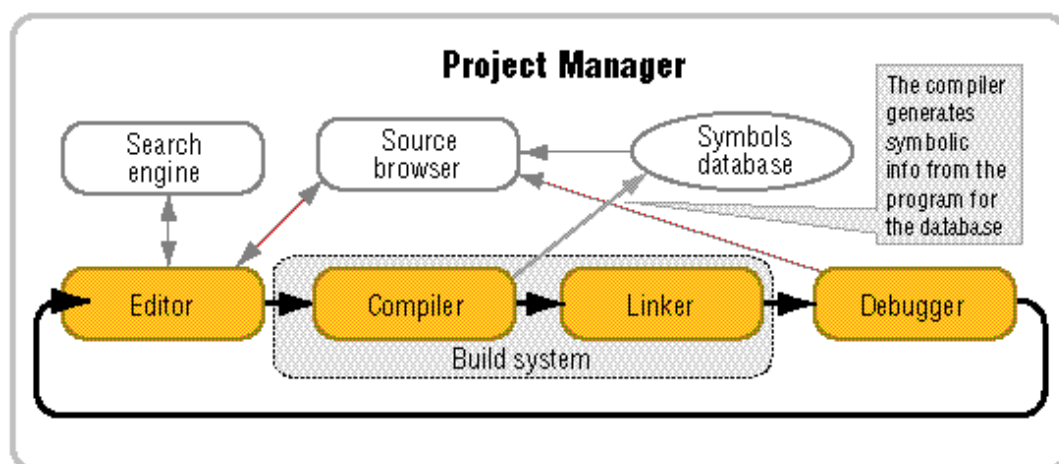 Project Manager
The compiler
generates
symbolic
info from the
program for
the database
Search
engine
Source
browser
Symbols
database
Editor
Compiler
Linker
Debugger
Build system